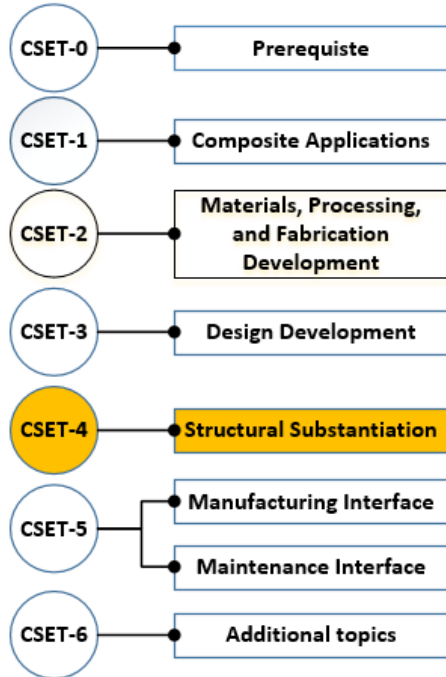 CSET-0
Prerequiste
CSET-1
Composite Applications
CSET-2
Materials, Processing,
and Fabrication
Development
CSET-3
Design Development
CSET-4
Structural Substantiation
CSET-5
Manufacturing Interface
Maintenance Interface
CSET-6
Additional topics